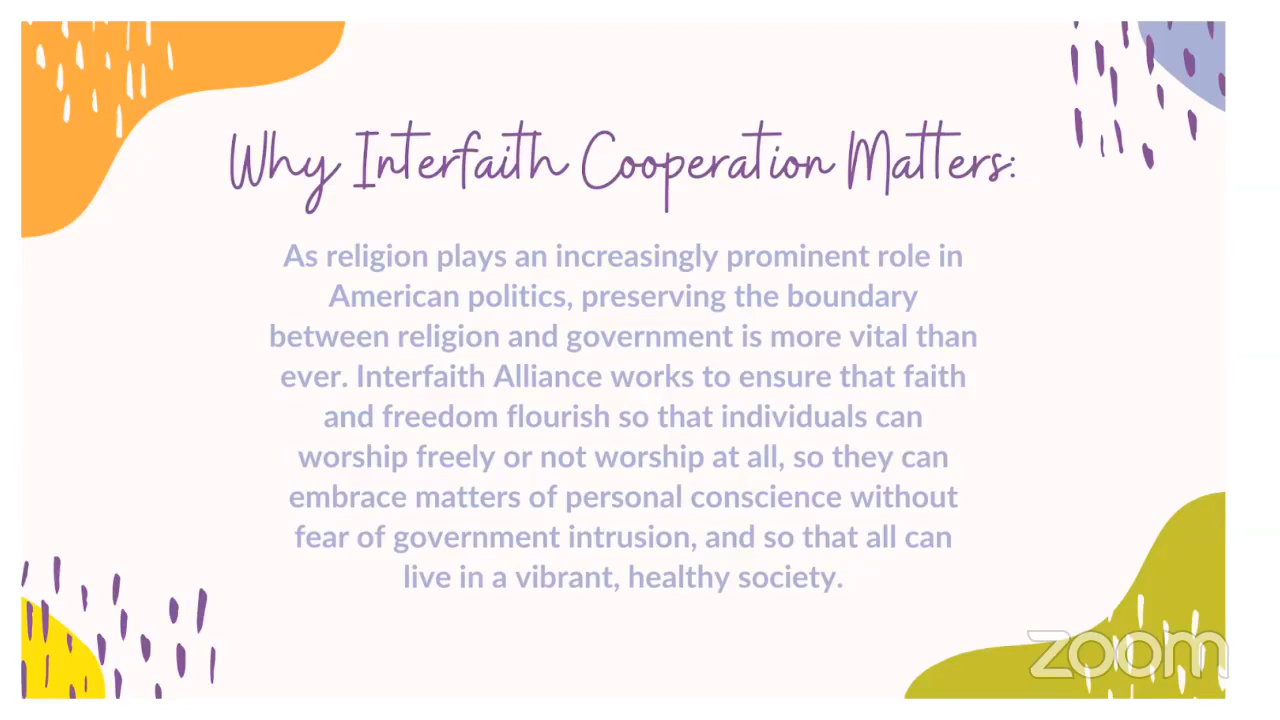 Why Interfaith Cooperation Matters:
As religion plays an increasingly prominent role in
American politics, preserving the boundary
between religion and government is more vital than
ever. Interfaith Alliance works to ensure that faith
and freedom flourish so that individuals can
worship freely or not worship at all, so they can
embrace matters of personal conscience without
fear of government intrusion, and so that all can
live in a vibrant, healthy society.
zoom